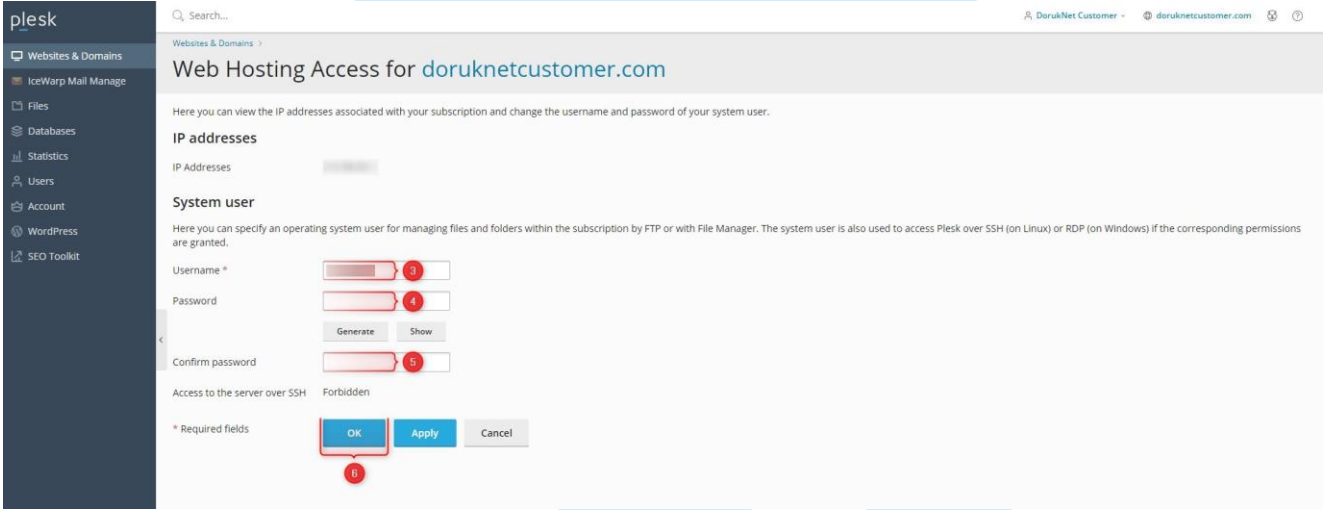 plesk
Search...
DorukNet Customer
doruknetcustomer.com
Websites & Domains
IceWarp Mail Manage
Files
Databases
Statistics
Users
Account
WordPress
SEO Toolkit
Websites & Domains >
Web Hosting Access for doruknetcustomer.com
Here you can view the IP addresses associated with your subscription and change the username and password of your system user.
IP addresses
IP Addresses
System user
Here you can specify an operating system user for managing files and folders within the subscription by FTP or with File Manager. The system user is also used to access Plesk over SSH (on Linux) or RDP (on Windows) if the corresponding permissions
are granted.
Username *
3
Password
4
Generate Show
Confirm password
5
Access to the server over SSH Forbidden
* Required fields
OK Apply Cancel
6